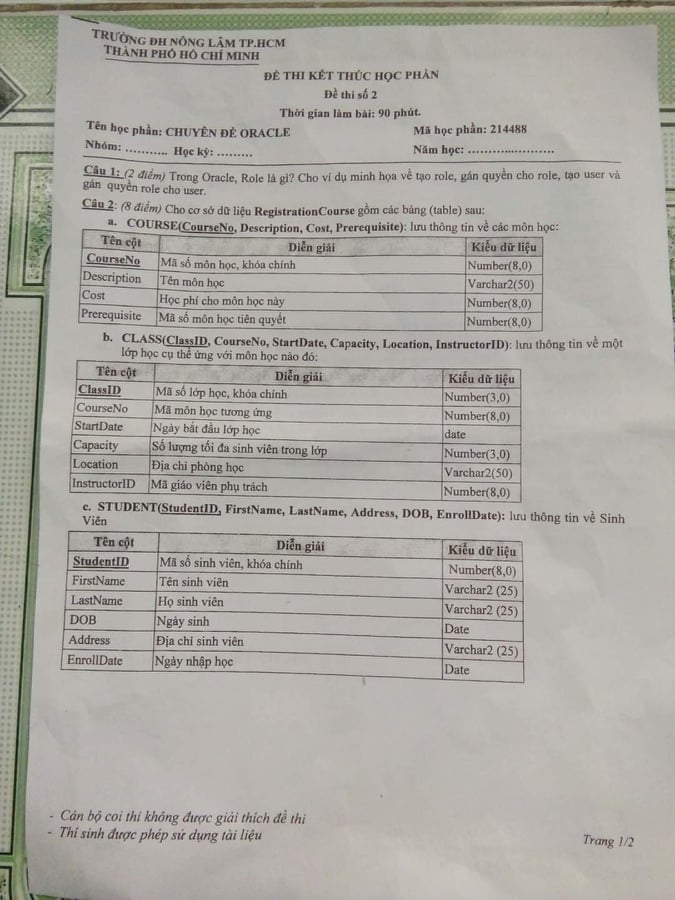 TRƯỜNG ĐH NÔNG LÂM TP.HCM
THÀNH PHỐ HỒ CHÍ MINH
ĐỀ THI KẾT THÚC HỌC PHẦN
Đề thi số 2
Thời gian làm bài: 90 phút.
Tên học phần: CHUYÊN ĐỀ ORACLE Mã học phần: 214488
Nhóm: ........... Học kỳ: ......... Năm học: ......................
Câu 1: (2 điểm) Trong Oracle, Role là gì? Cho ví dụ minh họa về tạo role, gán quyền cho role, tạo user và
gán quyền role cho user.
Câu 2: (8 điểm) Cho cơ sở dữ liệu RegistrationCourse gồm các bảng (table) sau:
a. COURSE(CourseNo, Description, Cost, Prerequisite): lưu thông tin về các môn học:
Tên cột Diễn giải Kiểu dữ liệu
CourseNo Mã số môn học, khóa chính Number(8,0)
Description Tên môn học Varchar2(50)
Cost Học phí cho môn học này Number(8,0)
Prerequisite Mã số môn học tiên quyết Number(8,0)
b. CLASS(ClassID, CourseNo, StartDate, Capacity, Location, InstructorID): lưu thông tin về một
lớp học cụ thể ứng với môn học nào đó:
Tên cột Diễn giải Kiểu dữ liệu
ClassID Mã số lớp học, khóa chính Number(3,0)
CourseNo Mã môn học tương ứng Number(8,0)
StartDate Ngày bắt đầu lớp học date
Capacity Số lượng tối đa sinh viên trong lớp Number(3,0)
Location Địa chỉ phòng học Varchar2(50)
InstructorID Mã giáo viên phụ trách Number(8,0)
c. STUDENT(StudentID, FirstName, LastName, Address, DOB, EnrollDate): lưu thông tin về Sinh
Viên
Tên cột Diễn giải Kiểu dữ liệu
StudentID Mã số sinh viên, khóa chính Number(8,0)
FirstName Tên sinh viên Varchar2 (25)
LastName Họ sinh viên Varchar2 (25)
DOB Ngày sinh Date
Address Địa chỉ sinh viên Varchar2 (25)
EnrollDate Ngày nhập học Date
- Cán bộ coi thi không được giải thích đề thi
- Thí sinh được phép sử dụng tài liệu
Trang 1/2